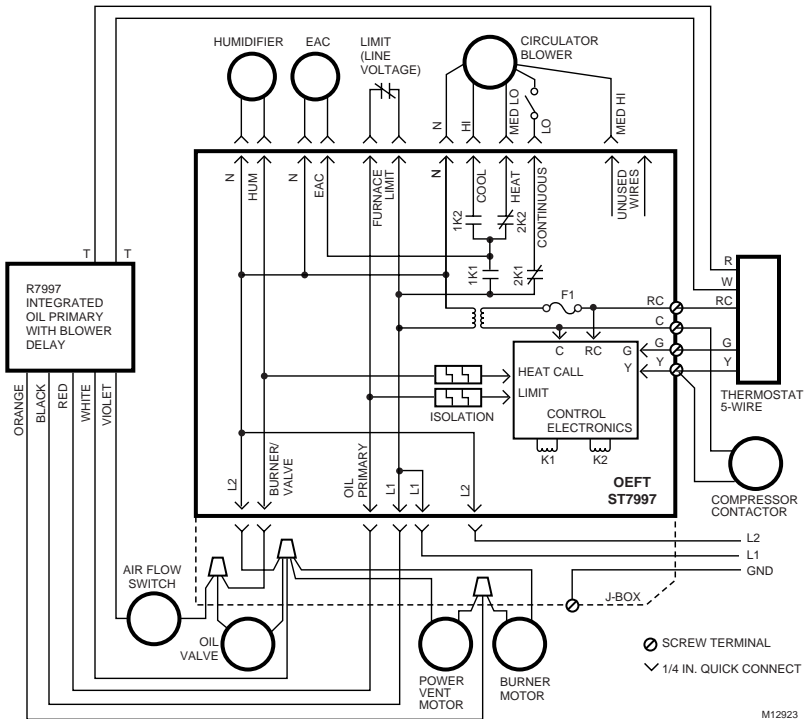 HUMIDIFIER
EAC
LIMIT
(LINE
VOLTAGE)
CIRCULATOR
BLOWER
N
HI
MED LO
LO
MED HI
N
HUM
N
EAC
FURNACE
LIMIT
N
COOL
HEAT
CONTINUOUS
UNUSED
WIRES
1K2
2K2
1K1
2K1
F1
T
T
R7997
INTEGRATED
OIL PRIMARY
WITH BLOWER
DELAY
ORANGE
BLACK
RED
WHITE
VIOLET
R
W
RC
RC
C
G
G
Y
Y
THERMOSTAT
5-WIRE
C
RC
G
Y
HEAT CALL
LIMIT
ISOLATION
CONTROL
ELECTRONICS
K1
K2
OEFT
ST7997
COMPRESSOR
CONTACTOR
L2
BURNER/
VALVE
OIL
PRIMARY
L1
L1
L2
L2
L1
GND
J-BOX
AIR FLOW
SWITCH
OIL
VALVE
POWER
VENT
MOTOR
BURNER
MOTOR
SCREW TERMINAL
1/4 IN. QUICK CONNECT
M12923